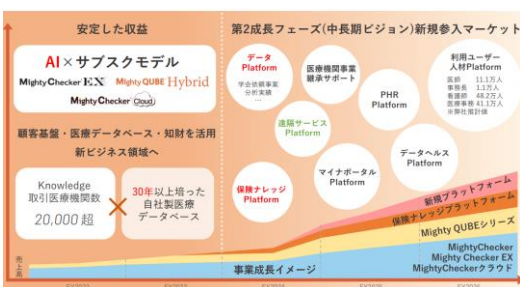 安定した収益
AI×サブスクモデル
MightyChecker EX
MightyQUBE Hybrid
MightyChecker Cloud
顧客基盤・医療データベース・知財を活用
新ビジネス領域へ
Knowledge
取引医療機関数
20,000 超
×
30年以上培った
自社製医療
データベース
第2成長フェーズ(中長期ビジョン)新規参入マーケット
データ
Platform
学会依頼事業
分析実績
…
医療機関事業
継承サポート
PHR
Platform
利用ユーザー
人材Platform
医師 11.1万人
事務長 1.1万人
看護師 48.2万人
医療事務 41.1万人
※弊社推計値
遠隔サービス
Platform
データヘルス
Platform
マイナポータル
Platform
保険ナレッジ
Platform
新規プラットフォーム
保険ナレッジプラットフォーム
Mighty QUBEシリーズ
MightyChecker
MightyChecker EX
MightyCheckerクラウド
事業成長イメージ
売上高